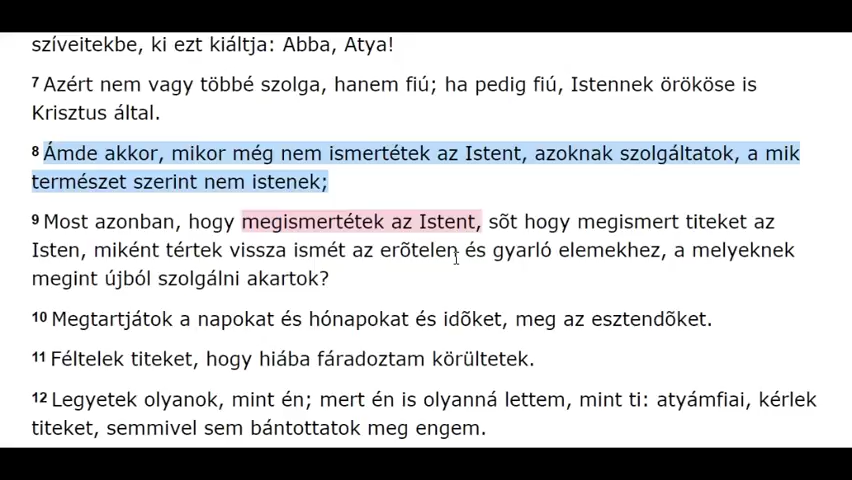 szíveitekbe, ki ezt kiáltja: Abba, Atya!
7 Azért nem vagy többé szolga, hanem fiú; ha pedig fiú, Istennek örököse is
Krisztus által.
8 Ámde akkor, mikor még nem ismertétek az Istent, azoknak szolgáltatok, a mik
természet szerint nem istenek;
9 Most azonban, hogy megismertétek az Istent, sõt hogy megismert titeket az
Isten, miként tértek vissza ismét az erõtelen és gyarló elemekhez, a melyeknek
megint újból szolgálni akartok?
10 Megtartjátok a napokat és hónapokat és idõket, meg az esztendõket.
11 Féltelek titeket, hogy hiába fáradoztam körültetek.
12 Legyetek olyanok, mint én; mert én is olyanná lettem, mint ti: atyámfiai, kérlek
titeket, semmivel sem bántottatok meg engem.